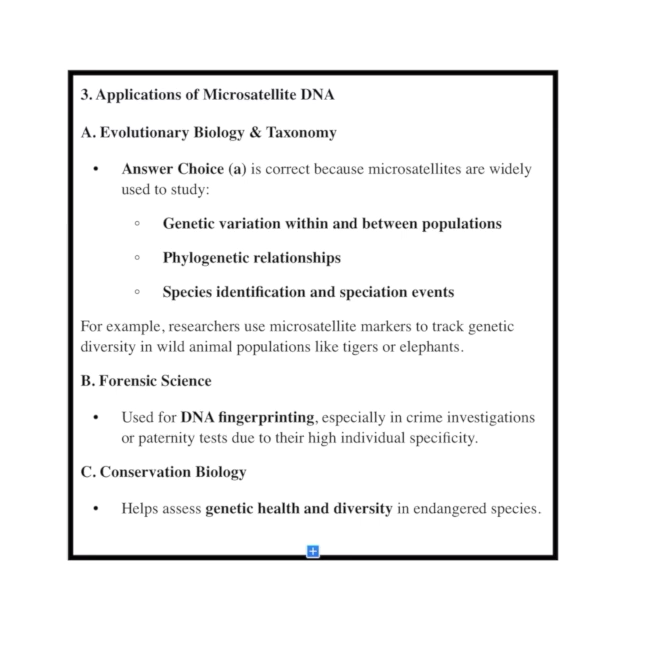 3. Applications of Microsatellite DNA
A. Evolutionary Biology & Taxonomy
• Answer Choice (a) is correct because microsatellites are widely
used to study:
◦ Genetic variation within and between populations
◦ Phylogenetic relationships
◦ Species identification and speciation events
For example, researchers use microsatellite markers to track genetic
diversity in wild animal populations like tigers or elephants.
B. Forensic Science
• Used for DNA fingerprinting, especially in crime investigations
or paternity tests due to their high individual specificity.
C. Conservation Biology
• Helps assess genetic health and diversity in endangered species.